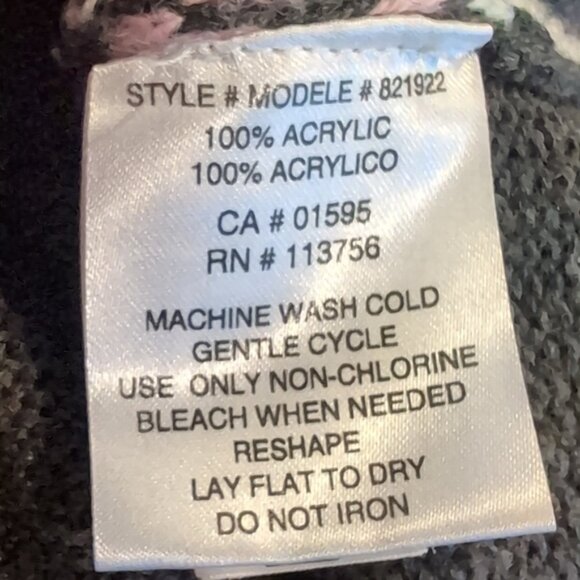 STYLE # MODELE # 821922
100% ACRYLIC
100% ACRYLICO
CA # 01595
RN # 113756
MACHINE WASH COLD
GENTLE CYCLE
USE ONLY NON-CHLORINE
BLEACH WHEN NEEDED
RESHAPE
LAY FLAT TO DRY
DO NOT IRON